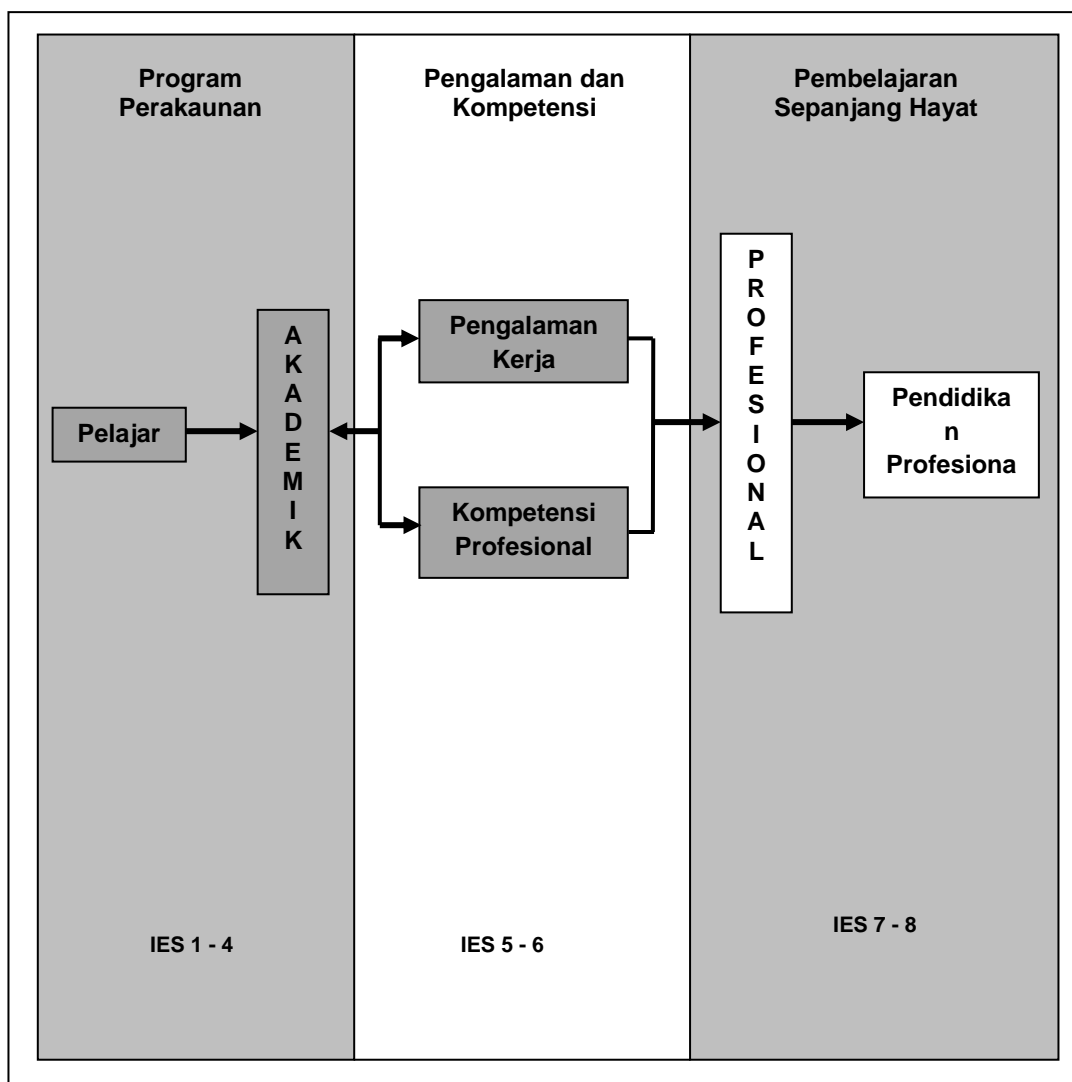 Program
Perakaunan
Pengalaman dan
Kompetensi
Pembelajaran
Sepanjang Hayat
Pelajar
A
K
A
D
E
M
I
K
Pengalaman
Kerja
Kompetensi
Profesional
P
R
O
F
E
S
I
O
N
A
L
Pendidika
n
Profesiona
IES 1 - 4
IES 5 - 6
IES 7 - 8